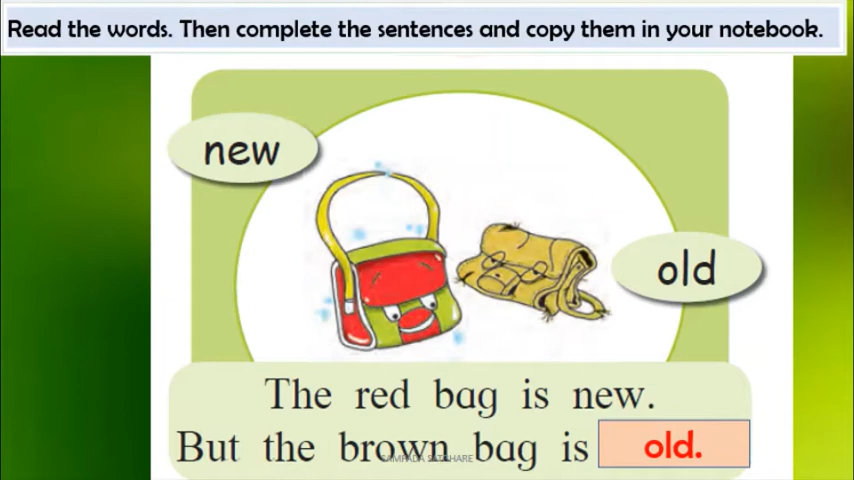 Read the words. Then complete the sentences and copy them in your notebook.
new
old
The red bag is new.
But the brown bag is old.